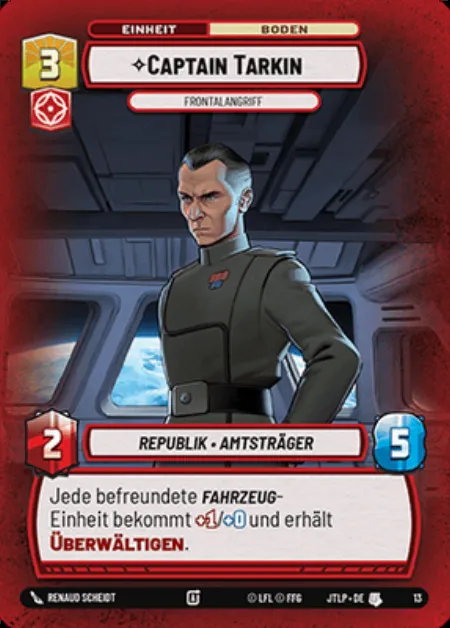 EINHEIT BODEN
3
✧CAPTAIN TARKIN
FRONTALANGRIFF
2
REPUBLIK • AMTSTRÄGER
5
Jede befreundete FAHRZEUG-
Einheit bekommt +1/+0 und erhält
ÜBERWÄLTIGEN.
RENAUD SCHEIDT © LFL © FFG JTLP • DE 13